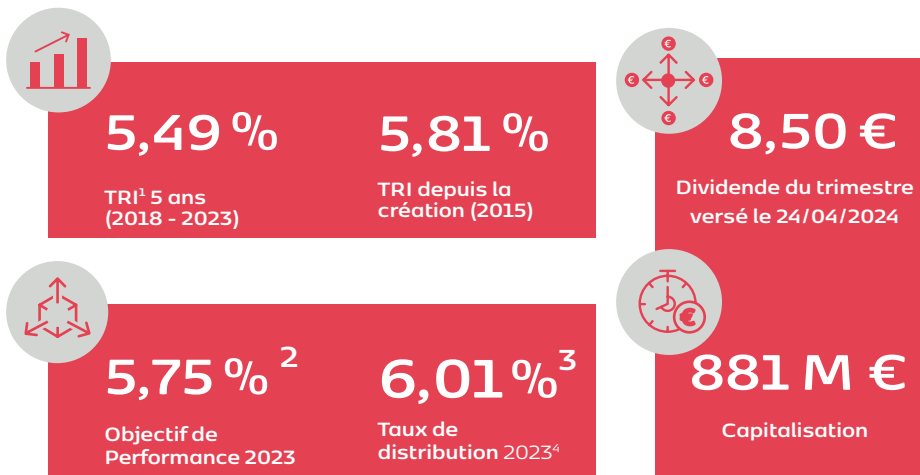 5,49 %
TRI¹ 5 ans
(2018 - 2023)
5,81 %
TRI depuis la
création (2015)
€
€
€
€
8,50 €
Dividende du trimestre
versé le 24/04/2024
5,75 % ²
Objectif de
Performance 2023
6,01 %³
Taux de
distribution 2023⁴
€
881 M €
Capitalisation